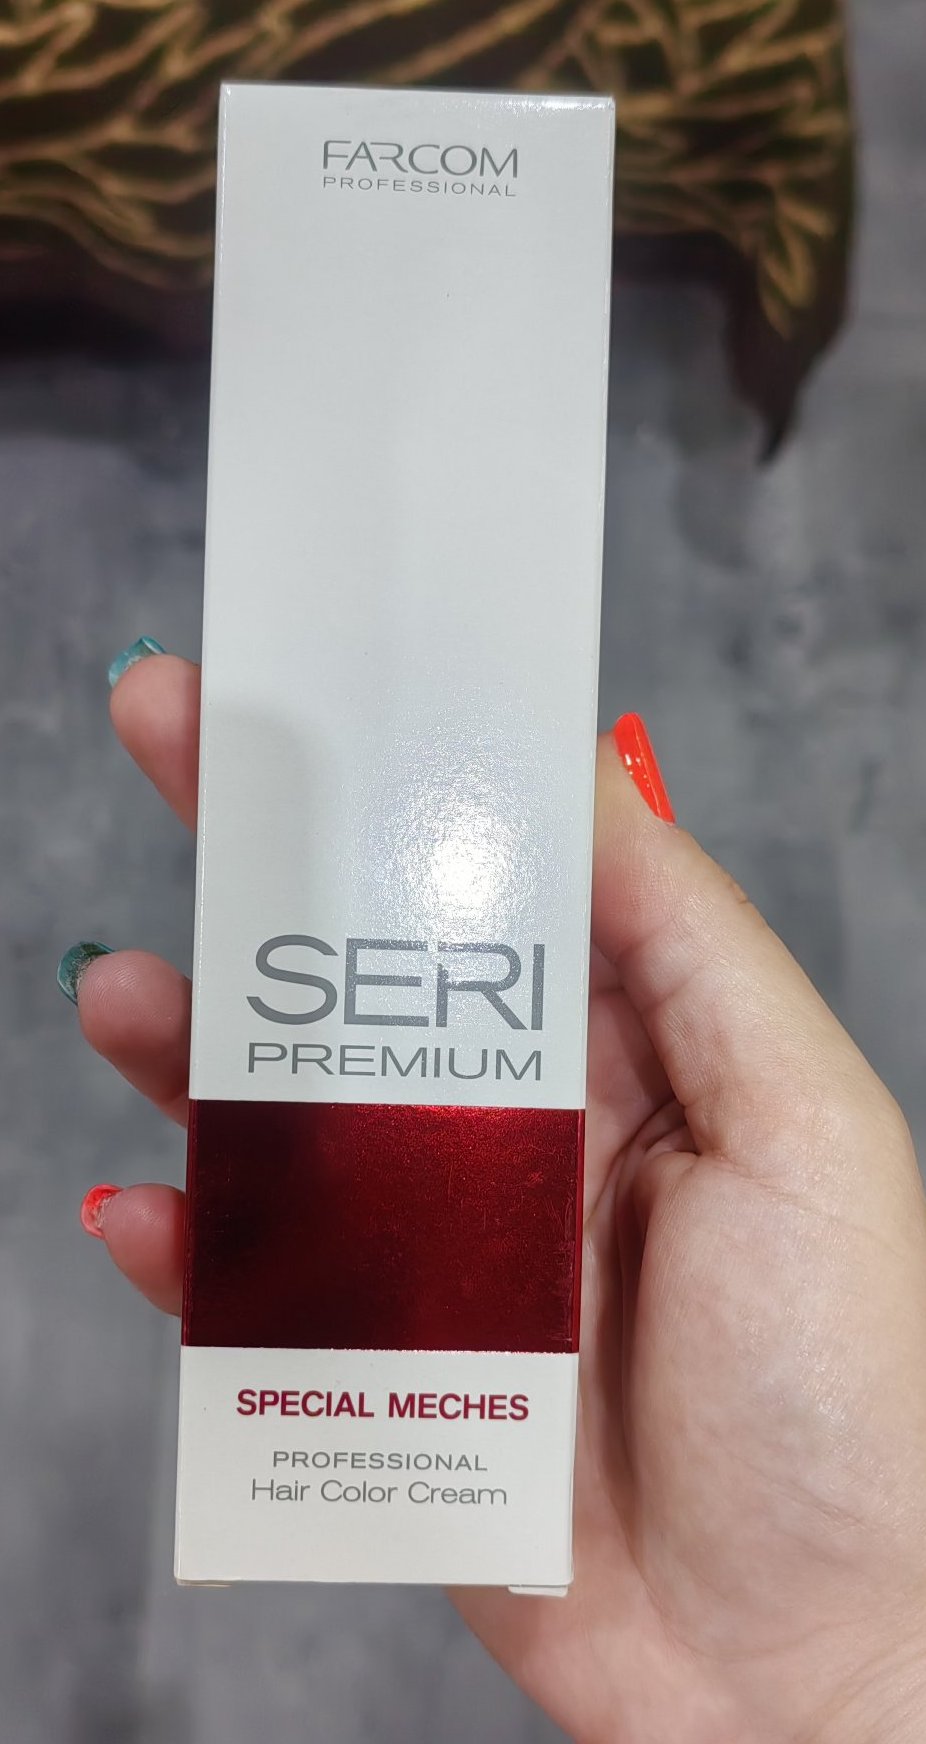 FARCOM
PROFESSIONAL
SERI
PREMIUM
SPECIAL MECHES
PROFESSIONAL
Hair Color Cream